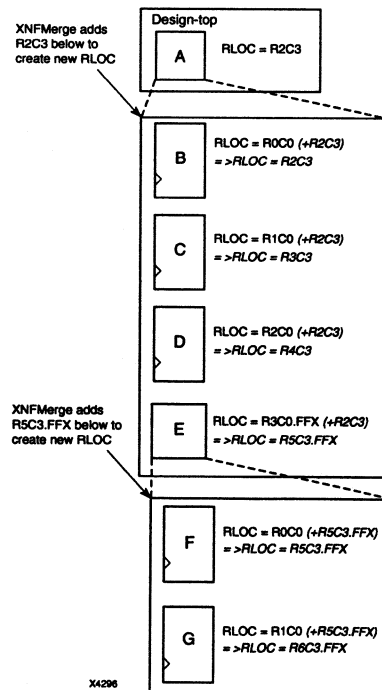 Design-top
XNFMerge adds
R2C3 below to
create new RLOC
A
RLOC = R2C3
B
RLOC = R0C0 (+R2C3)
= >RLOC = R2C3
C
RLOC = R1C0 (+R2C3)
= >RLOC = R3C3
D
RLOC = R2C0 (+R2C3)
= >RLOC = R4C3
XNFMerge adds
R5C3.FFX below to
create new RLOC
E
RLOC = R3C0.FFX (+R2C3)
= >RLOC = R5C3.FFX
F
RLOC = R0C0 (+R5C3.FFX)
= >RLOC = R5C3.FFX
G
RLOC = R1C0 (+R5C3.FFX)
= >RLOC = R6C3.FFX
X4296